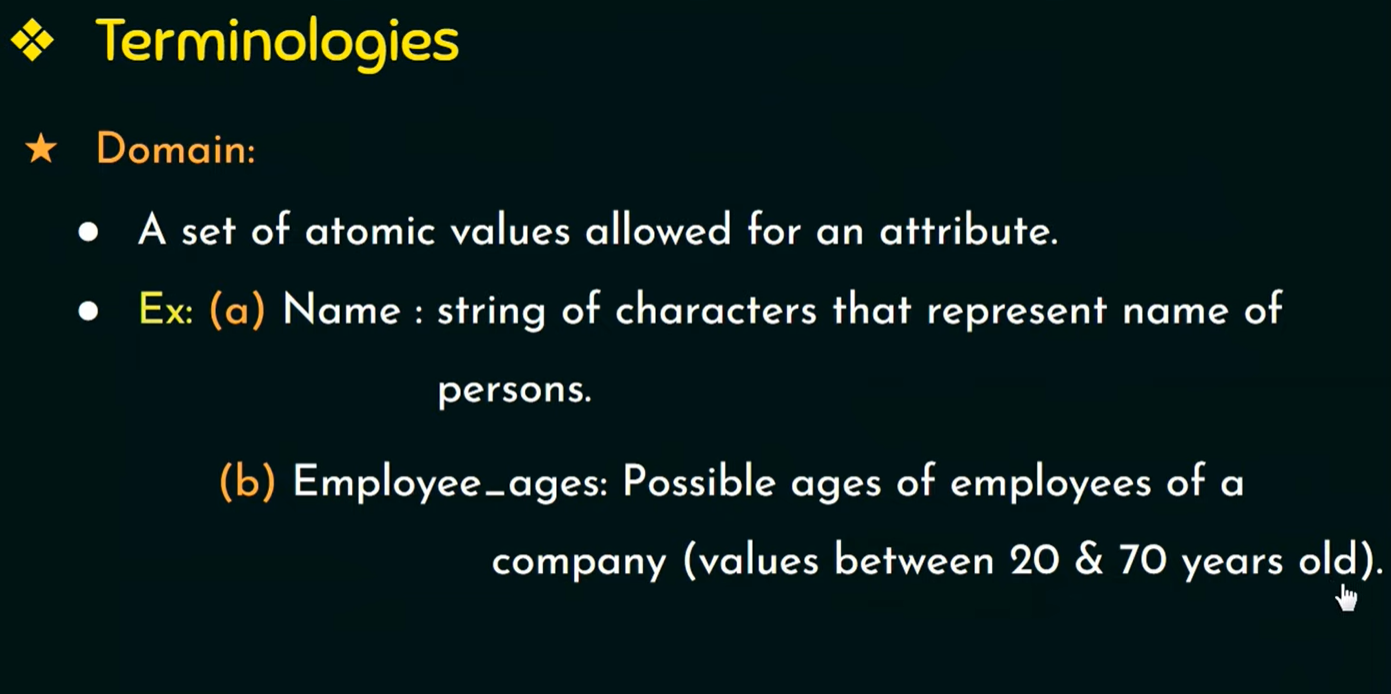 ❖ Terminologies
★ Domain:
● A set of atomic values allowed for an attribute.
● Ex: (a) Name : string of characters that represent name of
persons.
(b) Employee_ages: Possible ages of employees of a
company (values between 20 & 70 years old).